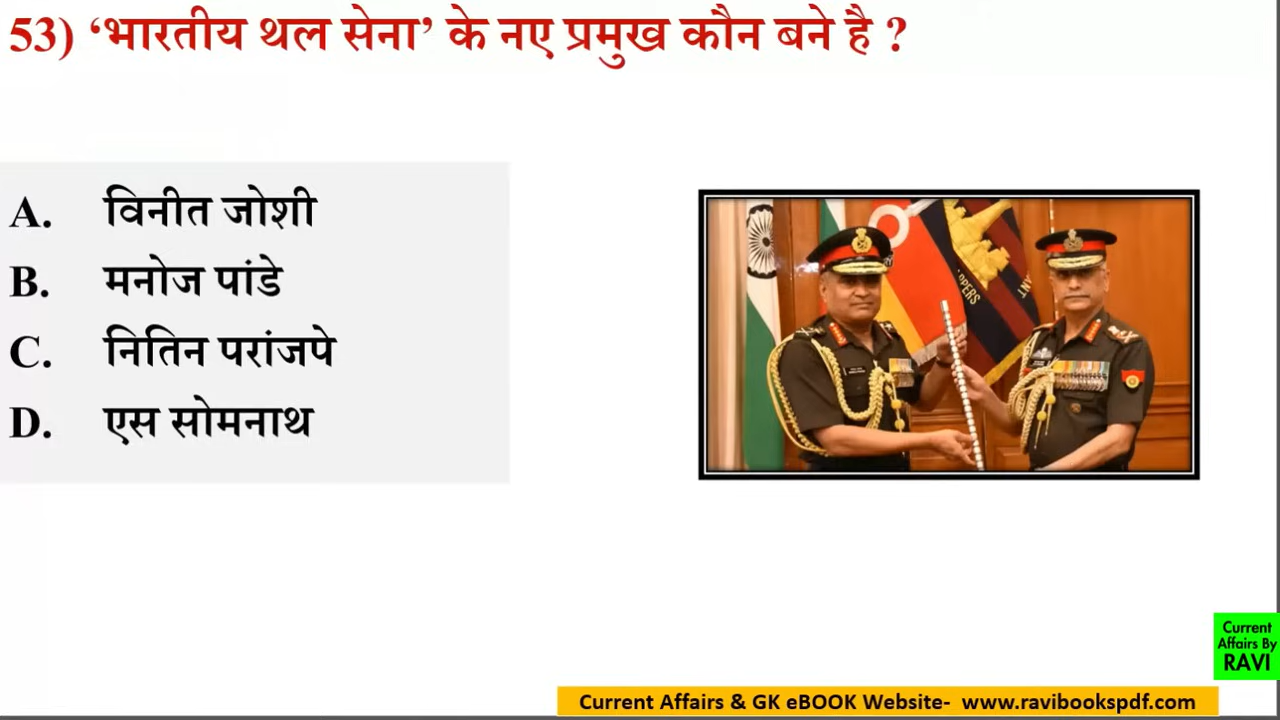 53) ‘भारतीय थल सेना’ के नए प्रमुख कौन बने है ?
A. विनीत जोशी
B. मनोज पांडे
C. नितिन परांजपे
D. एस सोमनाथ
Current
Affairs By
RAVI
Current Affairs & GK eBOOK Website- www.ravibookspdf.com